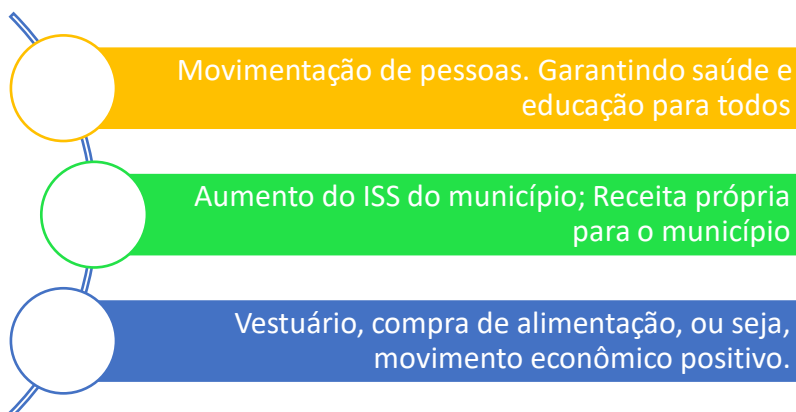 Movimentação de pessoas. Garantindo saúde e
educação para todos
Aumento do ISS do município; Receita própria
para o município
Vestuário, compra de alimentação, ou seja,
movimento econômico positivo.